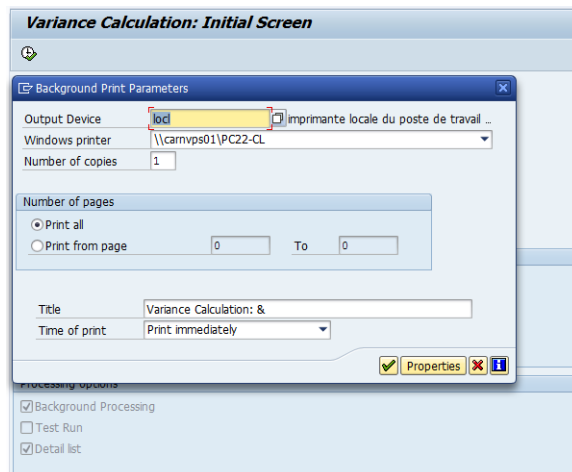 Variance Calculation: Initial Screen
Background Print Parameters
Output Device locl imprimante locale du poste de travail ...
Windows printer \\carnvps01\PC22-CL
Number of copies 1
Number of pages
Print all
Print from page 0 To 0
Title Variance Calculation: &
Time of print Print immediately
Properties
Processing options
Background Processing
Test Run
Detail list